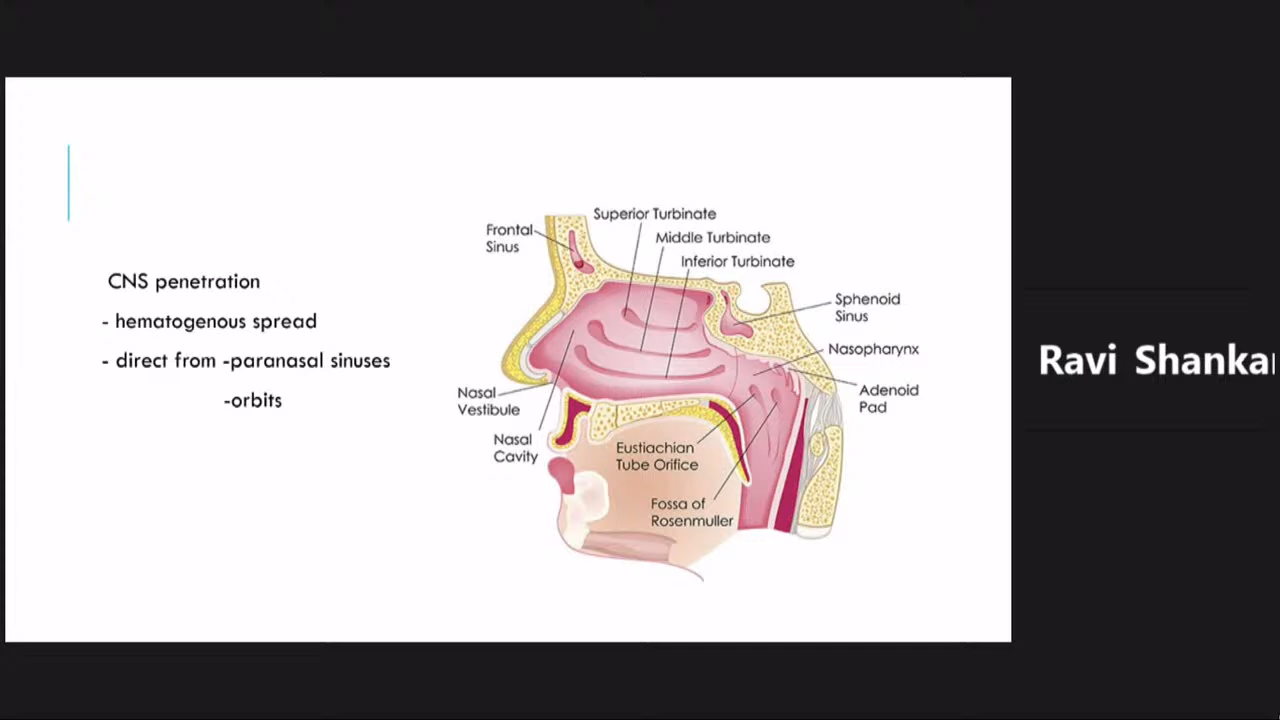 CNS penetration
- hematogenous spread
- direct from -paranasal sinuses
-orbits
Superior Turbinate
Frontal
Sinus
Middle Turbinate
Inferior Turbinate
Sphenoid
Sinus
Nasopharynx
Adenoid
Pad
Nasal
Vestibule
Nasal
Cavity
Eustiachian
Tube Orifice
Fossa of
Rosenmuller
Ravi Shanka